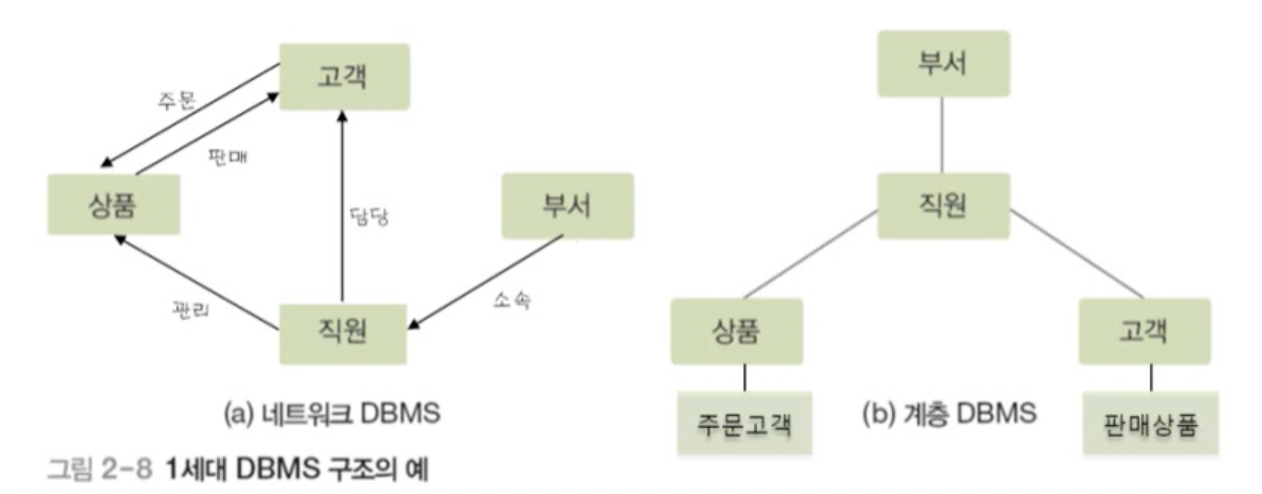 고객
주문
판매
상품
담당
부서
관리
소속
직원
(a) 네트워크 DBMS
부서
직원
상품
고객
주문고객
판매상품
(b) 계층 DBMS
그림 2-8 1세대 DBMS 구조의 예